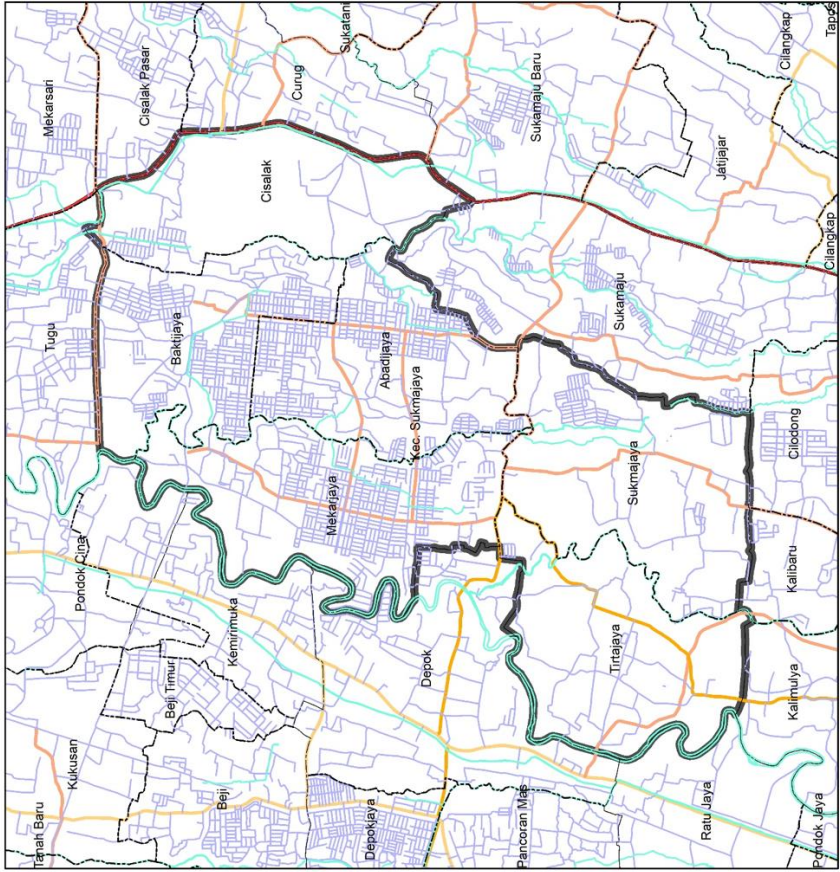 Tanah Baru
Tugu
Mekarsari
Kukusan
Pondok Cina
Cisalak Pasar
Beji Timur
Baktijaya
Beji
Kemirimuka
Cisalak
Curug
Mekarjaya
Sukatani
Depokjaya
Abadijaya
Kec. Sukmajaya
Depok
Pancoran Mas
Sukamaju Baru
Tirtajaya
Sukamaju
Sukmajaya
Ratu Jaya
Jatijajar
Kalimulya
Kalibaru
Cilodong
Cilangkap
Pondok Jaya
Cilangkap
Tapos